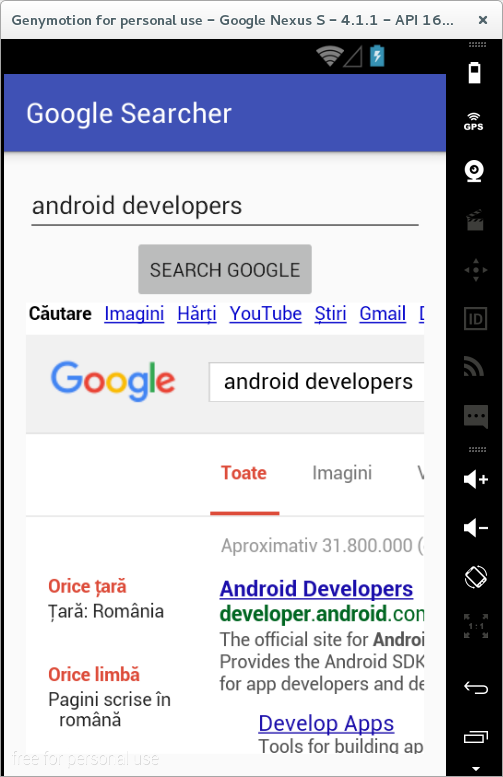 Genymotion for personal use – Google Nexus S – 4.1.1 – API 16...
Google Searcher
android developers
SEARCH GOOGLE
Căutare Imagini Hărți YouTube Știri Gmail
Google android developers
Toate Imagini
Aproximativ 31.800.000 (
Orice țară
Țară: România
Orice limbă
Pagini scrise în
română
Android Developers
developer.android.com
The official site for Androi
Provides the Android SDK
for app developers and de
Develop Apps
Tools for building ap
free for personal use
GPS
ID
1:1